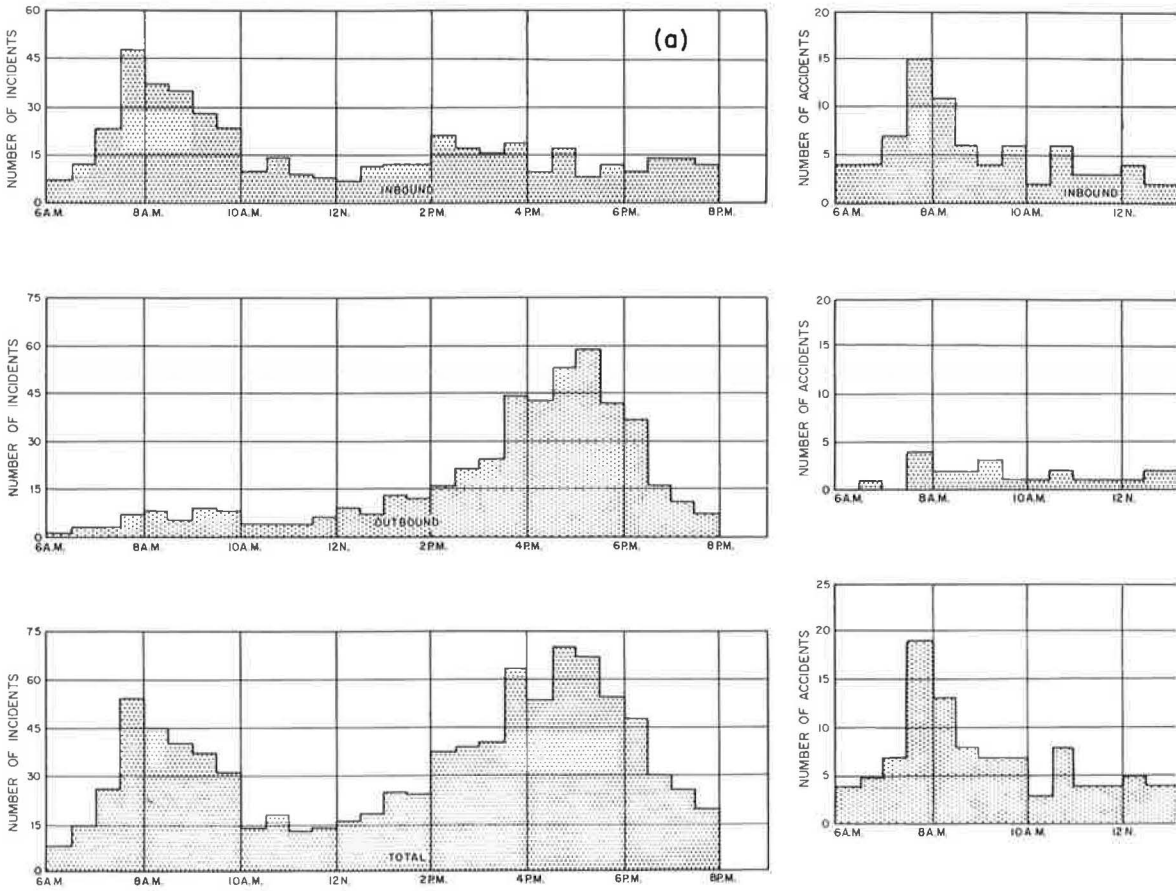 NUMBER OF INCIDENTS
60
45
30
15
0
(a)
INBOUND
6 A.M. 8 A.M. 10 A.M. 12 N. 2 P.M. 4 P.M. 6 P.M. 8 P.M.
NUMBER OF INCIDENTS
75
60
45
30
15
0
OUTBOUND
6 A.M. 8 A.M. 10 A.M. 12 N. 2 P.M. 4 P.M. 6 P.M. 8 P.M.
NUMBER OF INCIDENTS
75
60
45
30
15
0
TOTAL
6 A.M. 8 A.M. 10 A.M. 12 N. 2 P.M. 4 P.M. 6 P.M. 8 P.M.
NUMBER OF ACCIDENTS
20
15
10
5
0
INBOUND
6 A.M. 8 A.M. 10 A.M. 12 N.
NUMBER OF ACCIDENTS
20
15
10
5
0
6 A.M. 8 A.M. 10 A.M. 12 N.
NUMBER OF ACCIDENTS
25
20
15
10
5
0
6 A.M. 8 A.M. 10 A.M. 12 N.